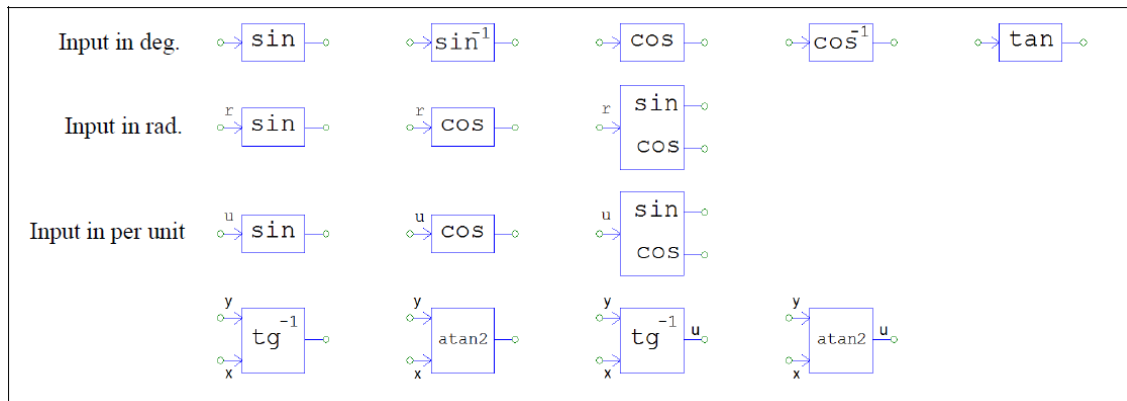 Input in deg. sin sin⁻¹ cos cos⁻¹ tan
r r r sin
Input in rad. sin cos cos
u u u sin
Input in per unit sin cos cos
y y y y
tg⁻¹ atan2 tg⁻¹ u atan2 u
x x x x